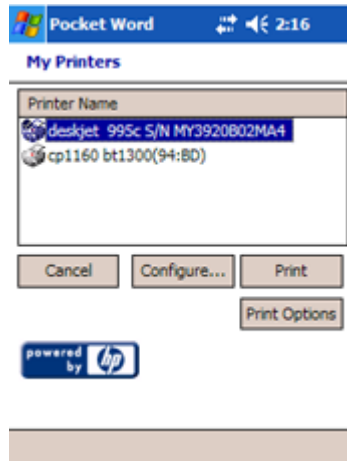 Pocket Word 2:16
My Printers
Printer Name
deskjet 995c S/N MY3920B02MA4
cp1160 bt1300(94:BD)
Cancel Configure... Print
Print Options
powered
by hp